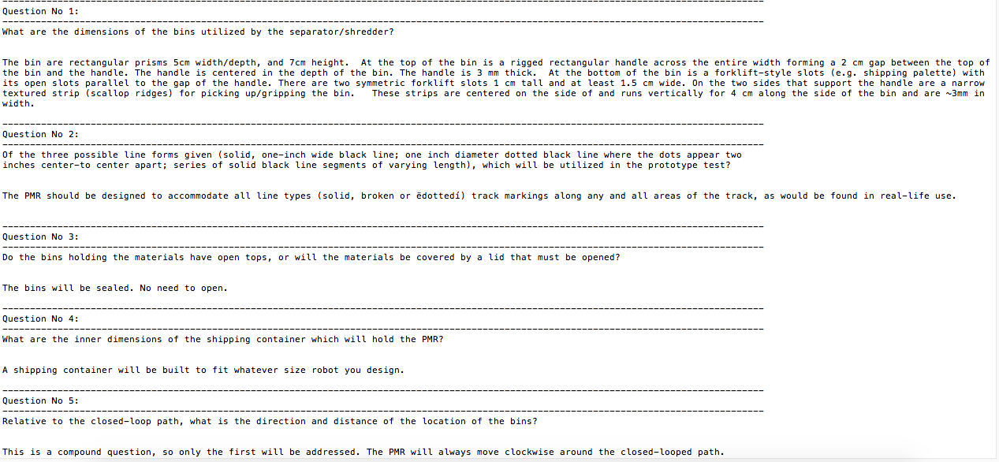 Question No 1:
What are the dimensions of the bins utilized by the separator/shredder?
The bin are rectangular prisms 5cm width/depth, and 7cm height.  At the top of the bin is a rigged rectangular handle across the entire width forming a 2 cm gap between the top of
the bin and the handle. The handle is centered in the depth of the bin. The handle is 3 mm thick.  At the bottom of the bin is a forklift-style slots (e.g. shipping palette) with
its open slots parallel to the gap of the handle. There are two symmetric forklift slots 1 cm tall and at least 1.5 cm wide. On the two sides that support the handle are a narrow
textured strip (scallop ridges) for picking up/gripping the bin.   These strips are centered on the side of and runs vertically for 4 cm along the side of the bin and are ~3mm in
width.
Question No 2:
Of the three possible line forms given (solid, one-inch wide black line; one inch diameter dotted black line where the dots appear two
inches center-to center apart; series of solid black line segments of varying length), which will be utilized in the prototype test?
The PMR should be designed to accommodate all line types (solid, broken or ëdottedí) track markings along any and all areas of the track, as would be found in real-life use.
Question No 3:
Do the bins holding the materials have open tops, or will the materials be covered by a lid that must be opened?
The bins will be sealed. No need to open.
Question No 4:
What are the inner dimensions of the shipping container which will hold the PMR?
A shipping container will be built to fit whatever size robot you design.
Question No 5:
Relative to the closed-loop path, what is the direction and distance of the location of the bins?
This is a compound question, so only the first will be addressed. The PMR will always move clockwise around the closed-looped path.